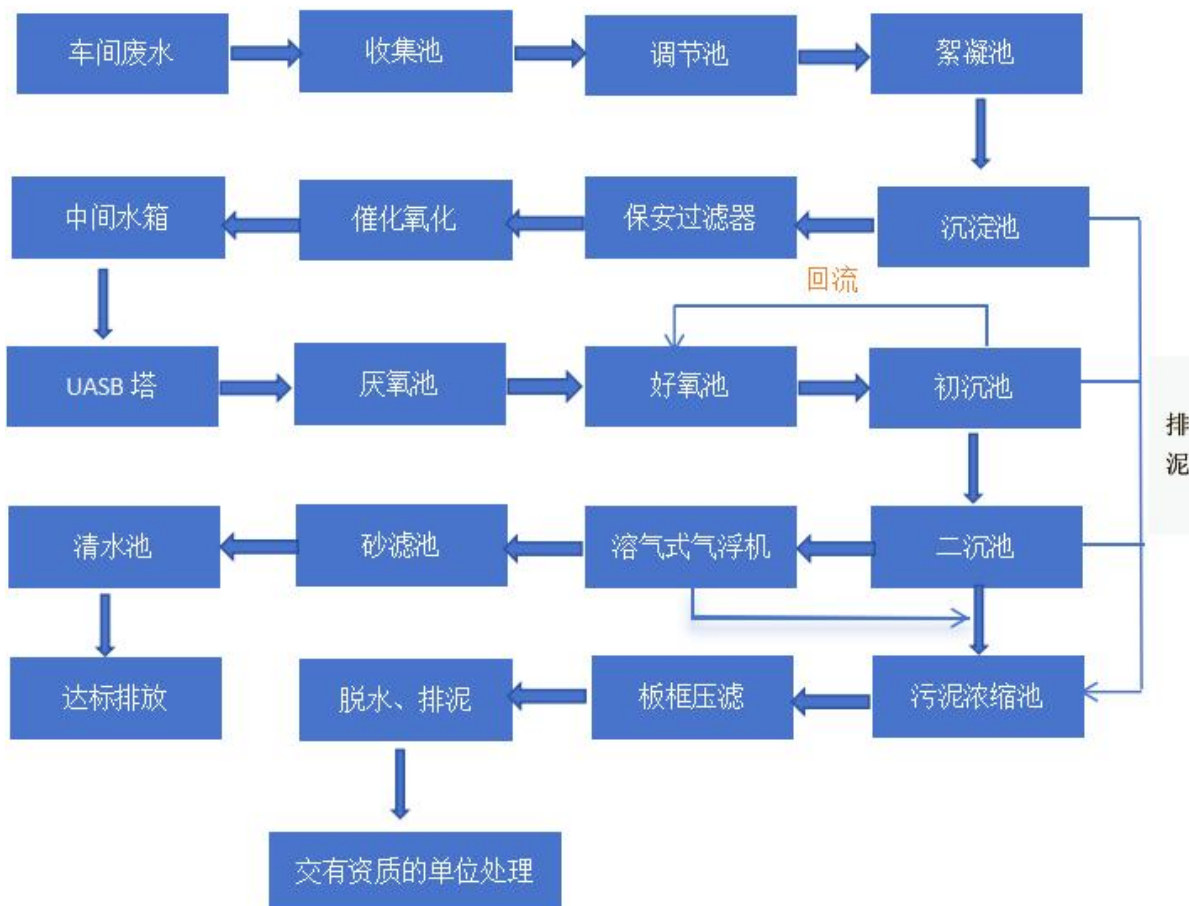 车间废水
收集池
调节池
絮凝池
中间水箱
催化氧化
保安过滤器
沉淀池
回流
UASB 塔
厌氧池
好氧池
初沉池
排
泥
清水池
砂滤池
溶气式气浮机
二沉池
达标排放
脱水、排泥
板框压滤
污泥浓缩池
交有资质的单位处理